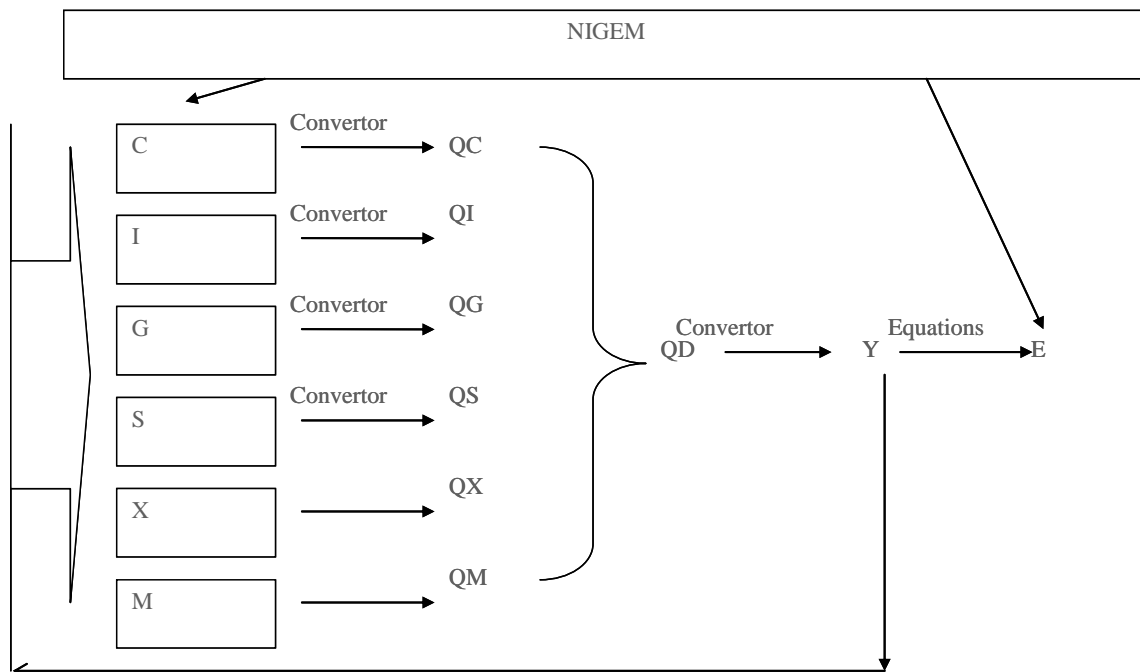 NIGEM
C Convertor QC
I Convertor QI
G Convertor QG
QD Convertor Y Equations E
S Convertor QS
X QX
M QM